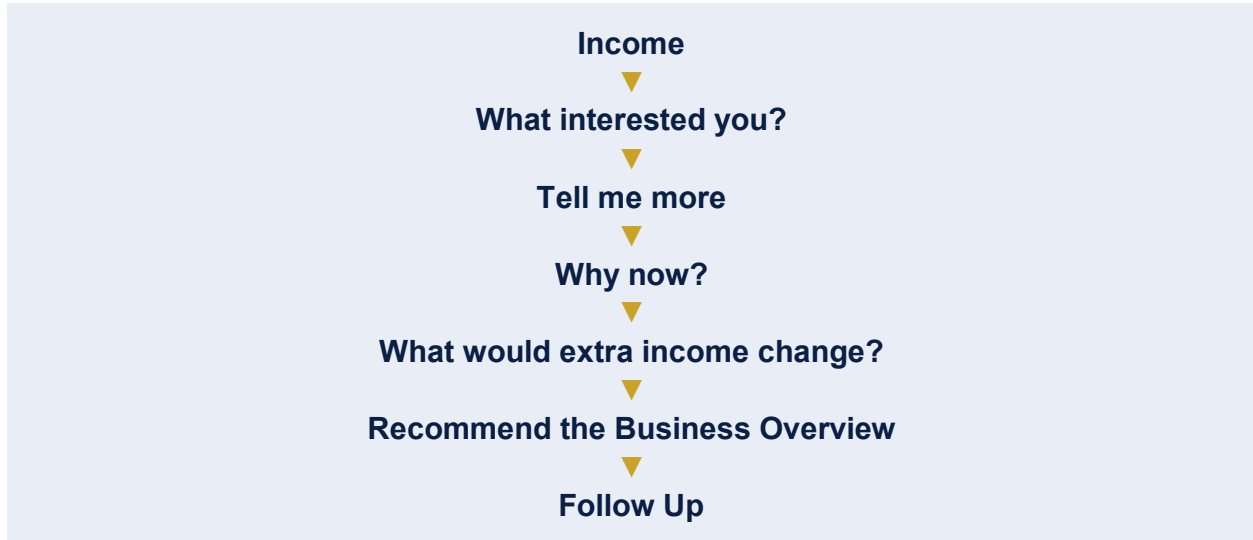 Income
What interested you?
Tell me more
Why now?
What would extra income change?
Recommend the Business Overview
Follow Up